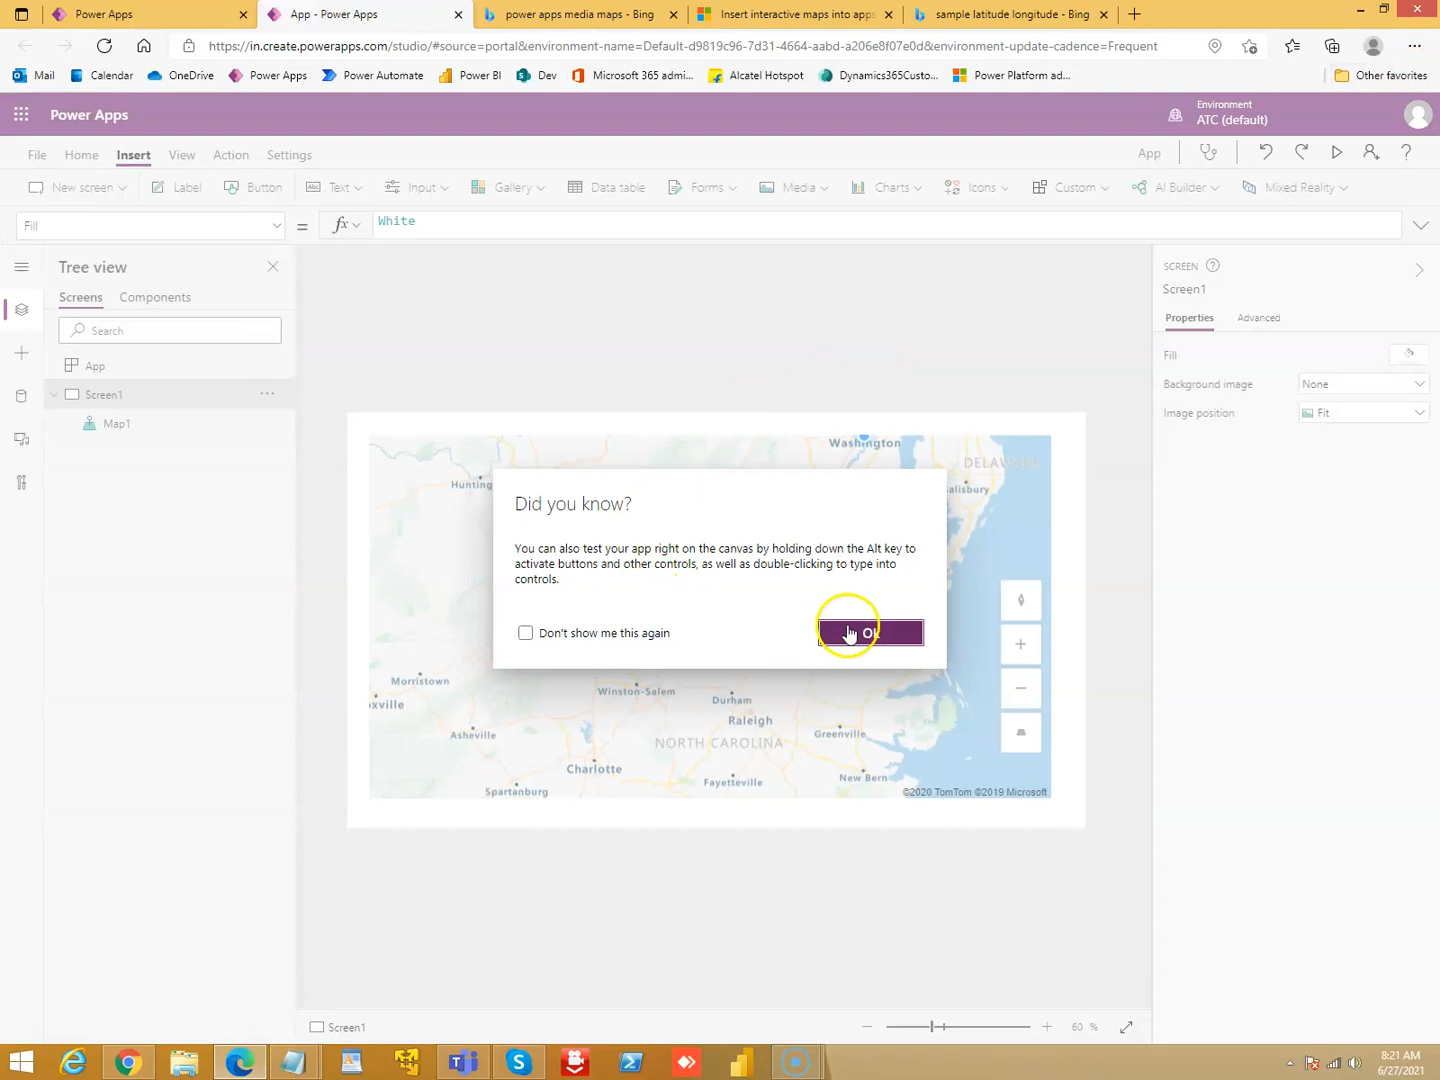 Power Apps
App - Power Apps
power apps media maps - Bing
Insert interactive maps into apps
sample latitude longitude - Bing
https://in.create.powerapps.com/studio/#source=portal&environment-name=Default-d9819c96-7d31-4664-aabd-a206e8f07e0d&environment-update-cadence=Frequent
Mail
Calendar
OneDrive
Power Apps
Power Automate
Power BI
Dev
Microsoft 365 admi...
Alcatel Hotspot
Dynamics365Custo...
Power Platform ad...
Other favorites
Power Apps
Environment
ATC (default)
File
Home
Insert
View
Action
Settings
App
New screen
Label
Button
Text
Input
Gallery
Data table
Forms
Media
Charts
Icons
Custom
AI Builder
Mixed Reality
Fill
=
fx
White
Tree view
Screens
Components
Search
App
Screen1
Map1
SCREEN
Screen1
Properties
Advanced
Fill
Background image
None
Image position
Fit
Washington
DELAWARE
Hunting
Salisbury
Did you know?
You can also test your app right on the canvas by holding down the Alt key to
activate buttons and other controls, as well as double-clicking to type into
controls.
Don't show me this again
Ok
Morristown
oxville
Winston-Salem
Durham
Raleigh
Asheville
NORTH CAROLINA
Greenville
Charlotte
Fayetteville
New Bern
Spartanburg
©2020 TomTom ©2019 Microsoft
Screen1
60 %
8:21 AM
6/27/2021